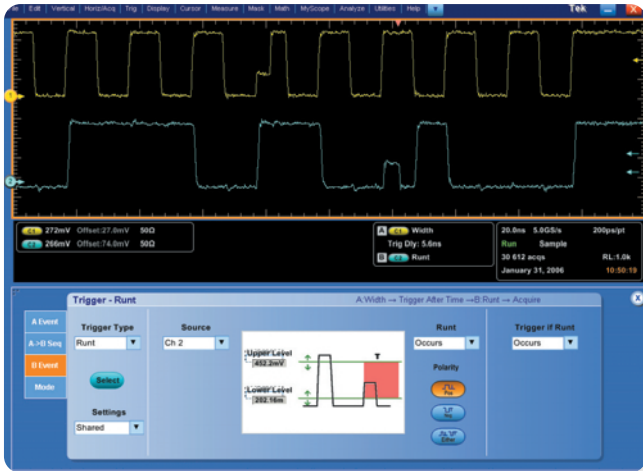 File Edit Vertical Horiz/Acq Trig Display Cursor Measure Mask Math MyScope Analyze Utilities Help Tek X
1
2
C1 272mV Offset:27.0mV 50Ω
C2 266mV Offset:74.0mV 50Ω
A C1 Width
Trig Dly: 5.6ns
B C2 Runt
20.0ns 5.0GS/s 200ps/pt
Run Sample
30 612 acqs RL:1.0k
January 31, 2006 10:50:19
Trigger - Runt A:Width → Trigger After Time →B:Runt → Acquire X
A Event
A->B Seq
B Event
Mode
Trigger Type
Runt
Select
Settings
Shared
Source
Ch 2
Upper Level
452.2mV
Lower Level
202.16m
T
Runt
Occurs
Polarity
Pos
Neg
Either
Trigger if Runt
Occurs